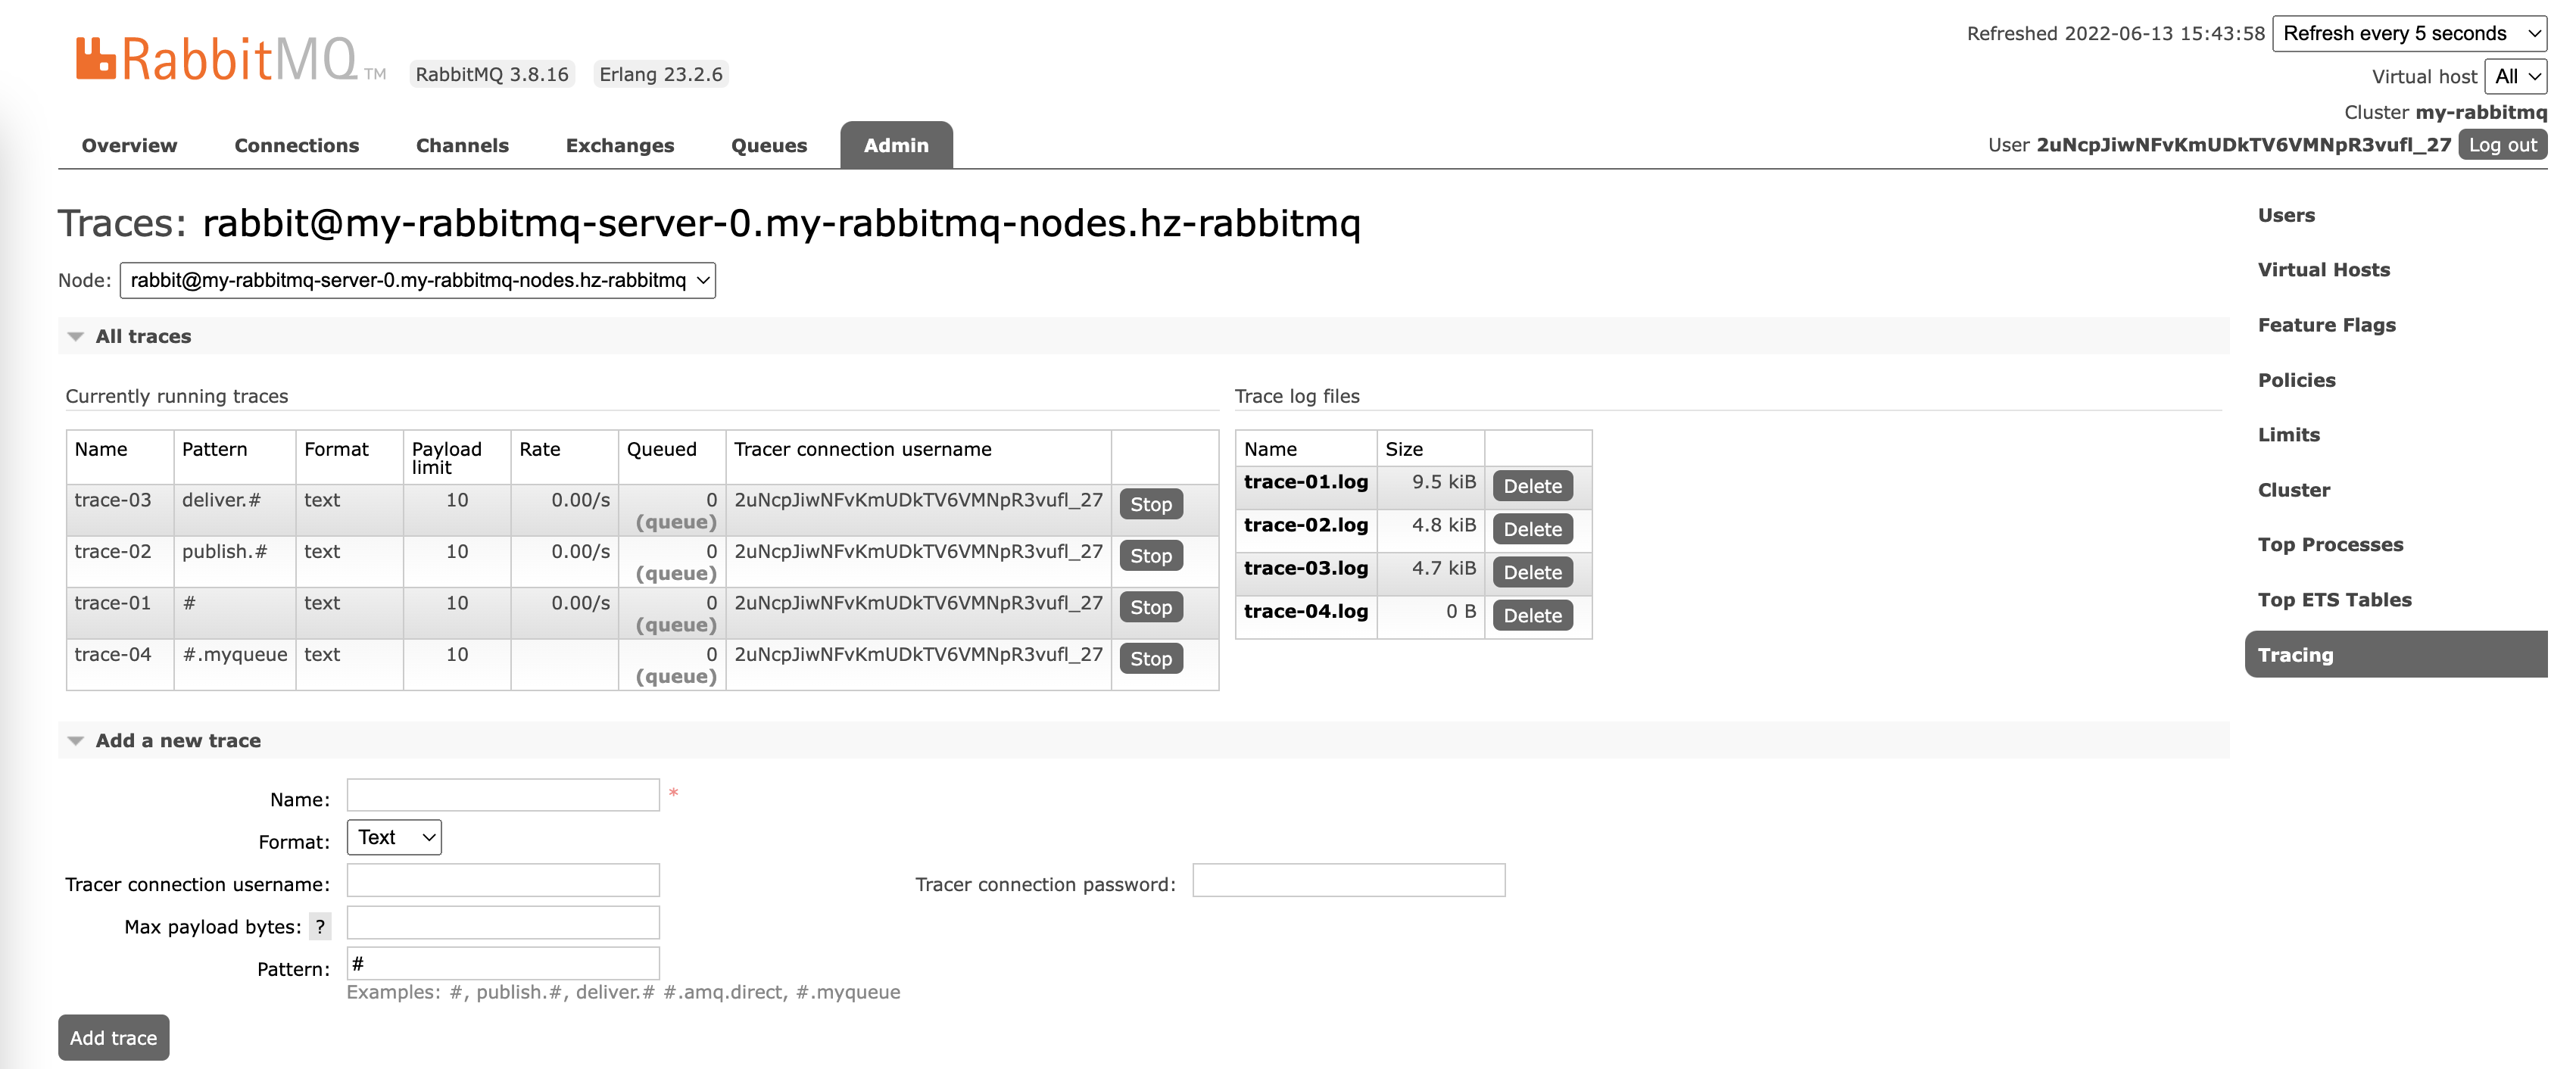 RabbitMQ TM RabbitMQ 3.8.16 Erlang 23.2.6
Refreshed 2022-06-13 15:43:58 Refresh every 5 seconds
Virtual host All
Cluster my-rabbitmq
User 2uNcpJiwNFvKmUDkTV6VMNpR3vufl_27 Log out
Overview Connections Channels Exchanges Queues Admin
Traces: rabbit@my-rabbitmq-server-0.my-rabbitmq-nodes.hz-rabbitmq
Node: rabbit@my-rabbitmq-server-0.my-rabbitmq-nodes.hz-rabbitmq
All traces
Currently running traces
Name Pattern Format Payload limit Rate Queued Tracer connection username
trace-03 deliver.# text 10 0.00/s 0 (queue) 2uNcpJiwNFvKmUDkTV6VMNpR3vufl_27 Stop
trace-02 publish.# text 10 0.00/s 0 (queue) 2uNcpJiwNFvKmUDkTV6VMNpR3vufl_27 Stop
trace-01 # text 10 0.00/s 0 (queue) 2uNcpJiwNFvKmUDkTV6VMNpR3vufl_27 Stop
trace-04 #.myqueue text 10 0 (queue) 2uNcpJiwNFvKmUDkTV6VMNpR3vufl_27 Stop
Trace log files
Name Size
trace-01.log 9.5 kiB Delete
trace-02.log 4.8 kiB Delete
trace-03.log 4.7 kiB Delete
trace-04.log 0 B Delete
Add a new trace
Name: *
Format: Text
Tracer connection username: Tracer connection password:
Max payload bytes: ?
Pattern: #
Examples: #, publish.#, deliver.# #.amq.direct, #.myqueue
Add trace
Users
Virtual Hosts
Feature Flags
Policies
Limits
Cluster
Top Processes
Top ETS Tables
Tracing